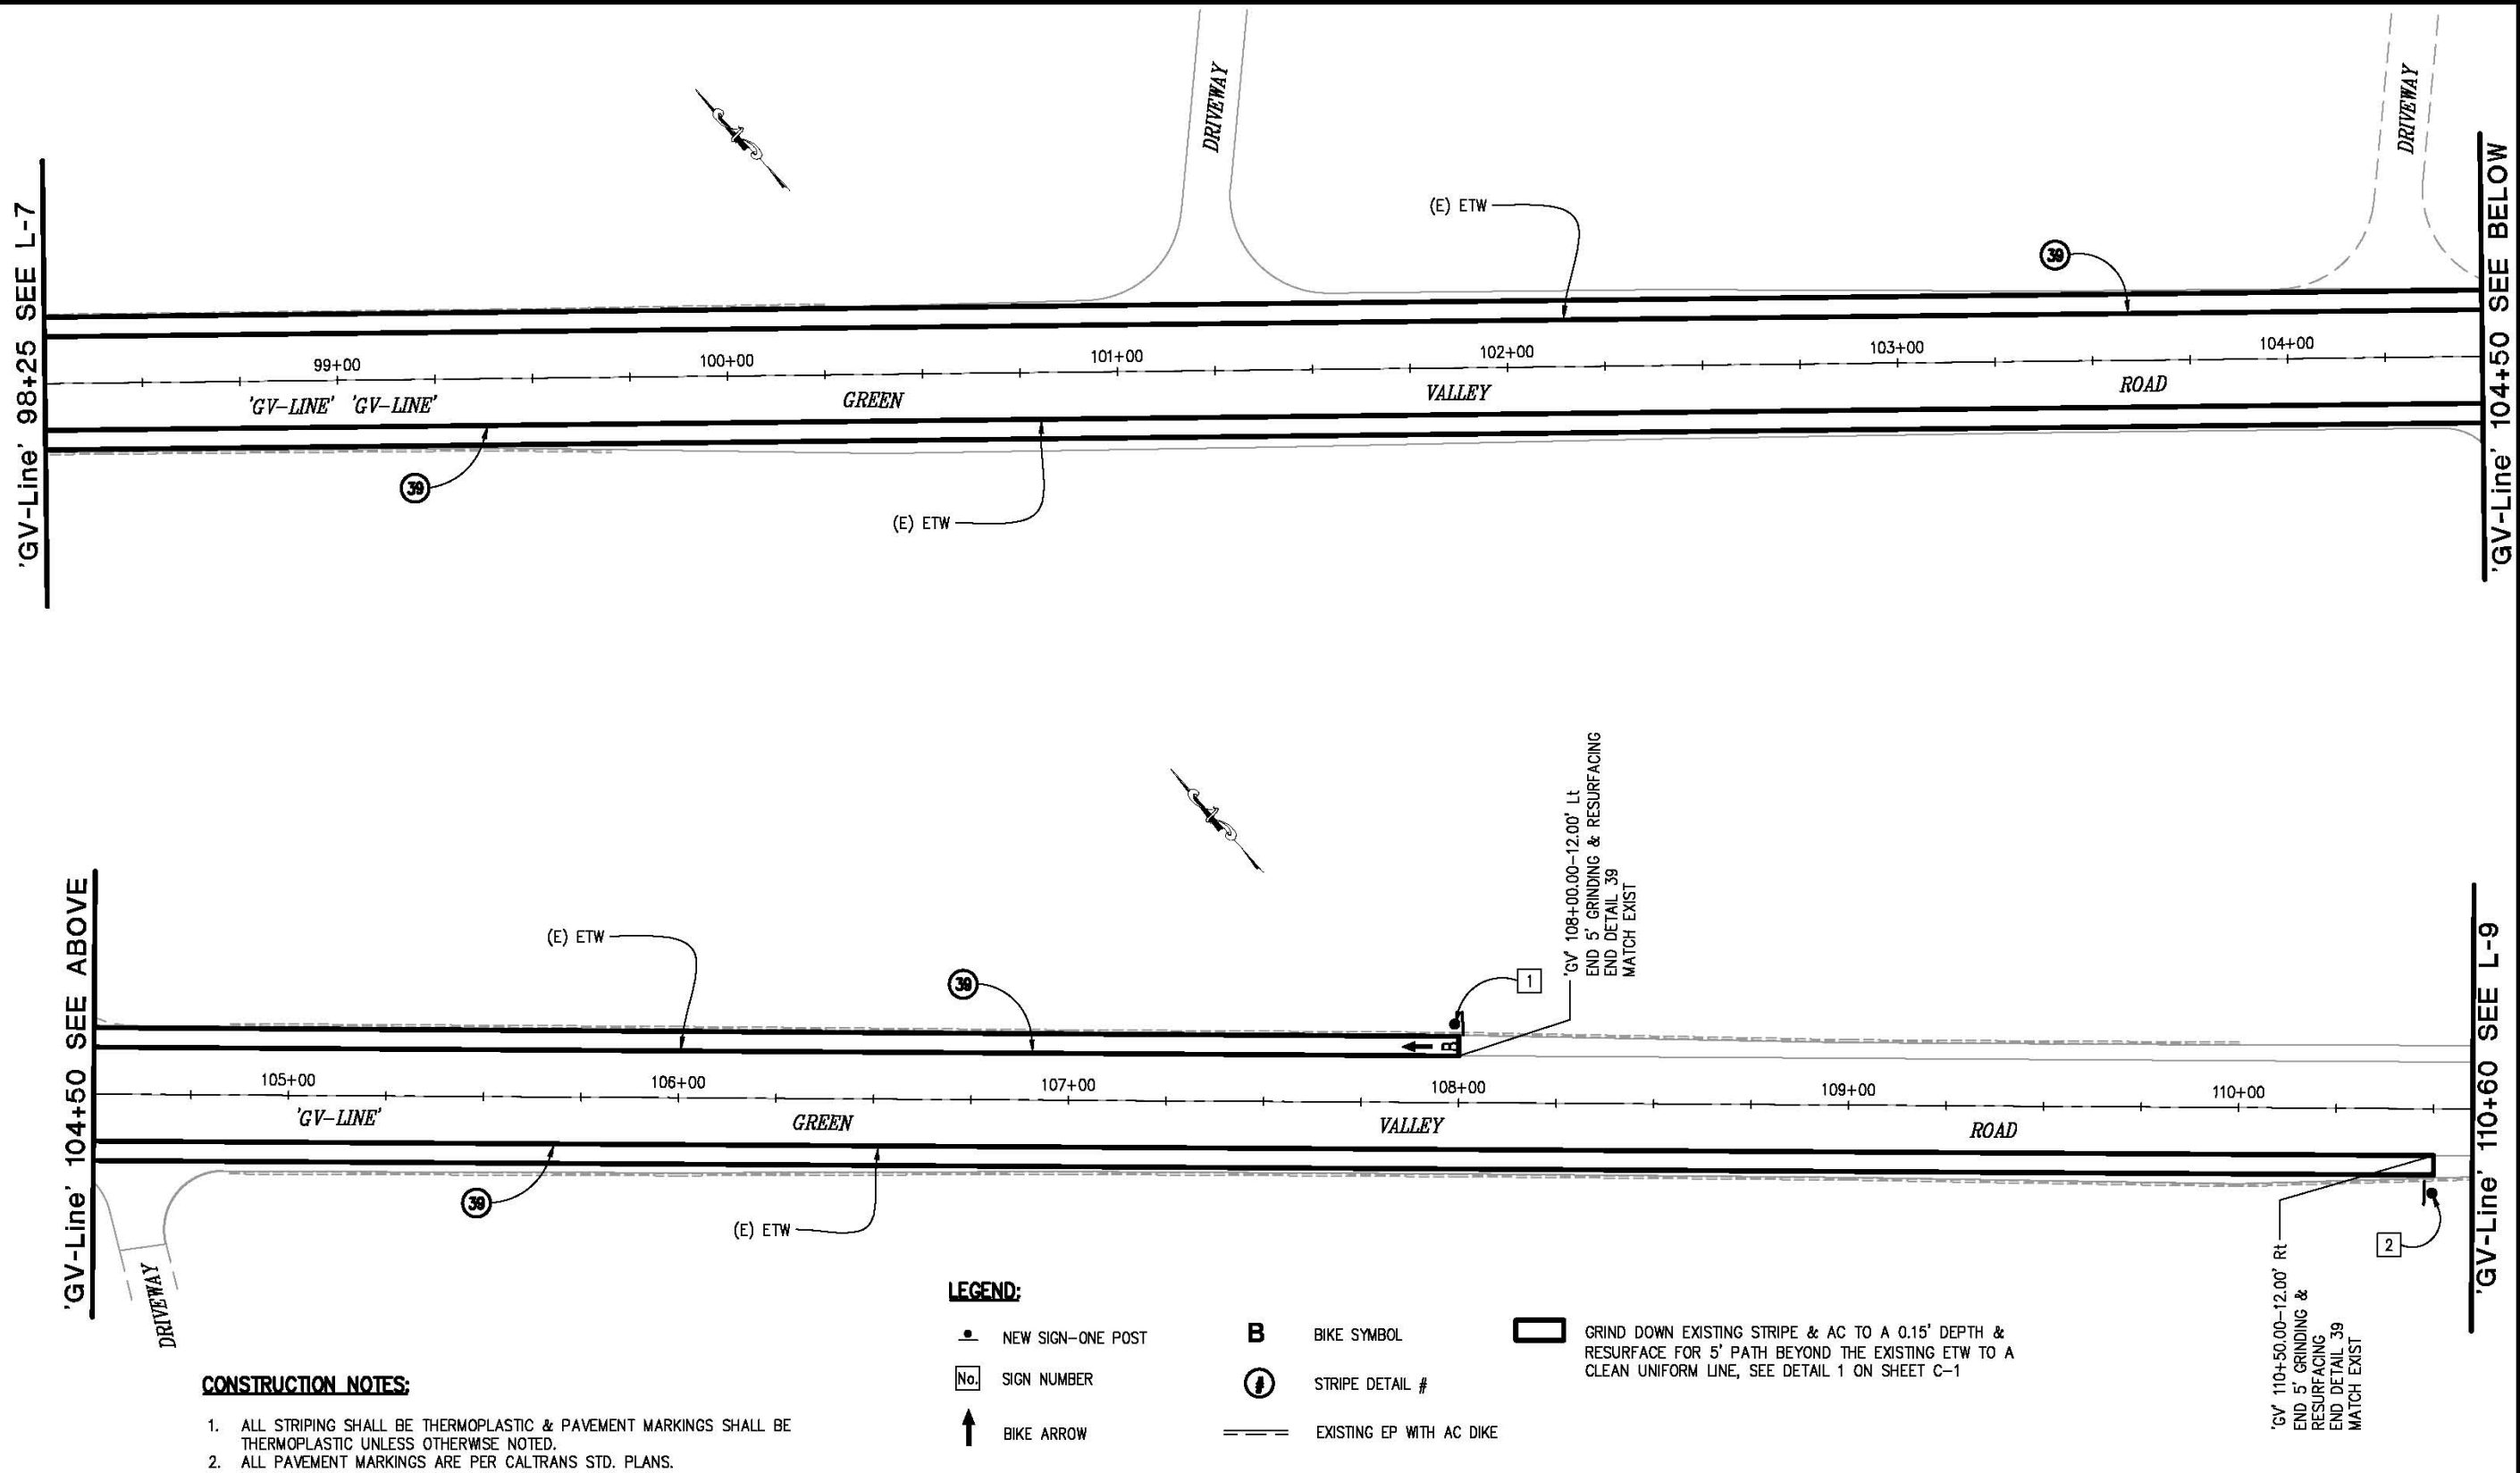 DRIVEWAY
DRIVEWAY
'GV-Line' 98+25 SEE L-7
(E) ETW
39
'GV-Line' 104+50 SEE BELOW
99+00
100+00
101+00
102+00
103+00
104+00
'GV-LINE' 'GV-LINE'
GREEN
VALLEY
ROAD
39
(E) ETW
'GV-Line' 104+50 SEE ABOVE
(E) ETW
39
1
'GV' 108+00.00-12.00' Lt
END 5' GRINDING & RESURFACING
END DETAIL 39
MATCH EXIST
B
'GV-Line' 110+60 SEE L-9
105+00
106+00
107+00
108+00
109+00
110+00
'GV-LINE'
GREEN
VALLEY
ROAD
39
(E) ETW
2
'GV' 110+50.00-12.00' Rt
END 5' GRINDING &
RESURFACING
END DETAIL 39
MATCH EXIST
DRIVEWAY
LEGEND:
NEW SIGN-ONE POST
No.
SIGN NUMBER
BIKE ARROW
B
BIKE SYMBOL
#
STRIPE DETAIL #
EXISTING EP WITH AC DIKE
GRIND DOWN EXISTING STRIPE & AC TO A 0.15' DEPTH &
RESURFACE FOR 5' PATH BEYOND THE EXISTING ETW TO A
CLEAN UNIFORM LINE, SEE DETAIL 1 ON SHEET C-1
CONSTRUCTION NOTES:
1. ALL STRIPING SHALL BE THERMOPLASTIC & PAVEMENT MARKINGS SHALL BE
THERMOPLASTIC UNLESS OTHERWISE NOTED.
2. ALL PAVEMENT MARKINGS ARE PER CALTRANS STD. PLANS.